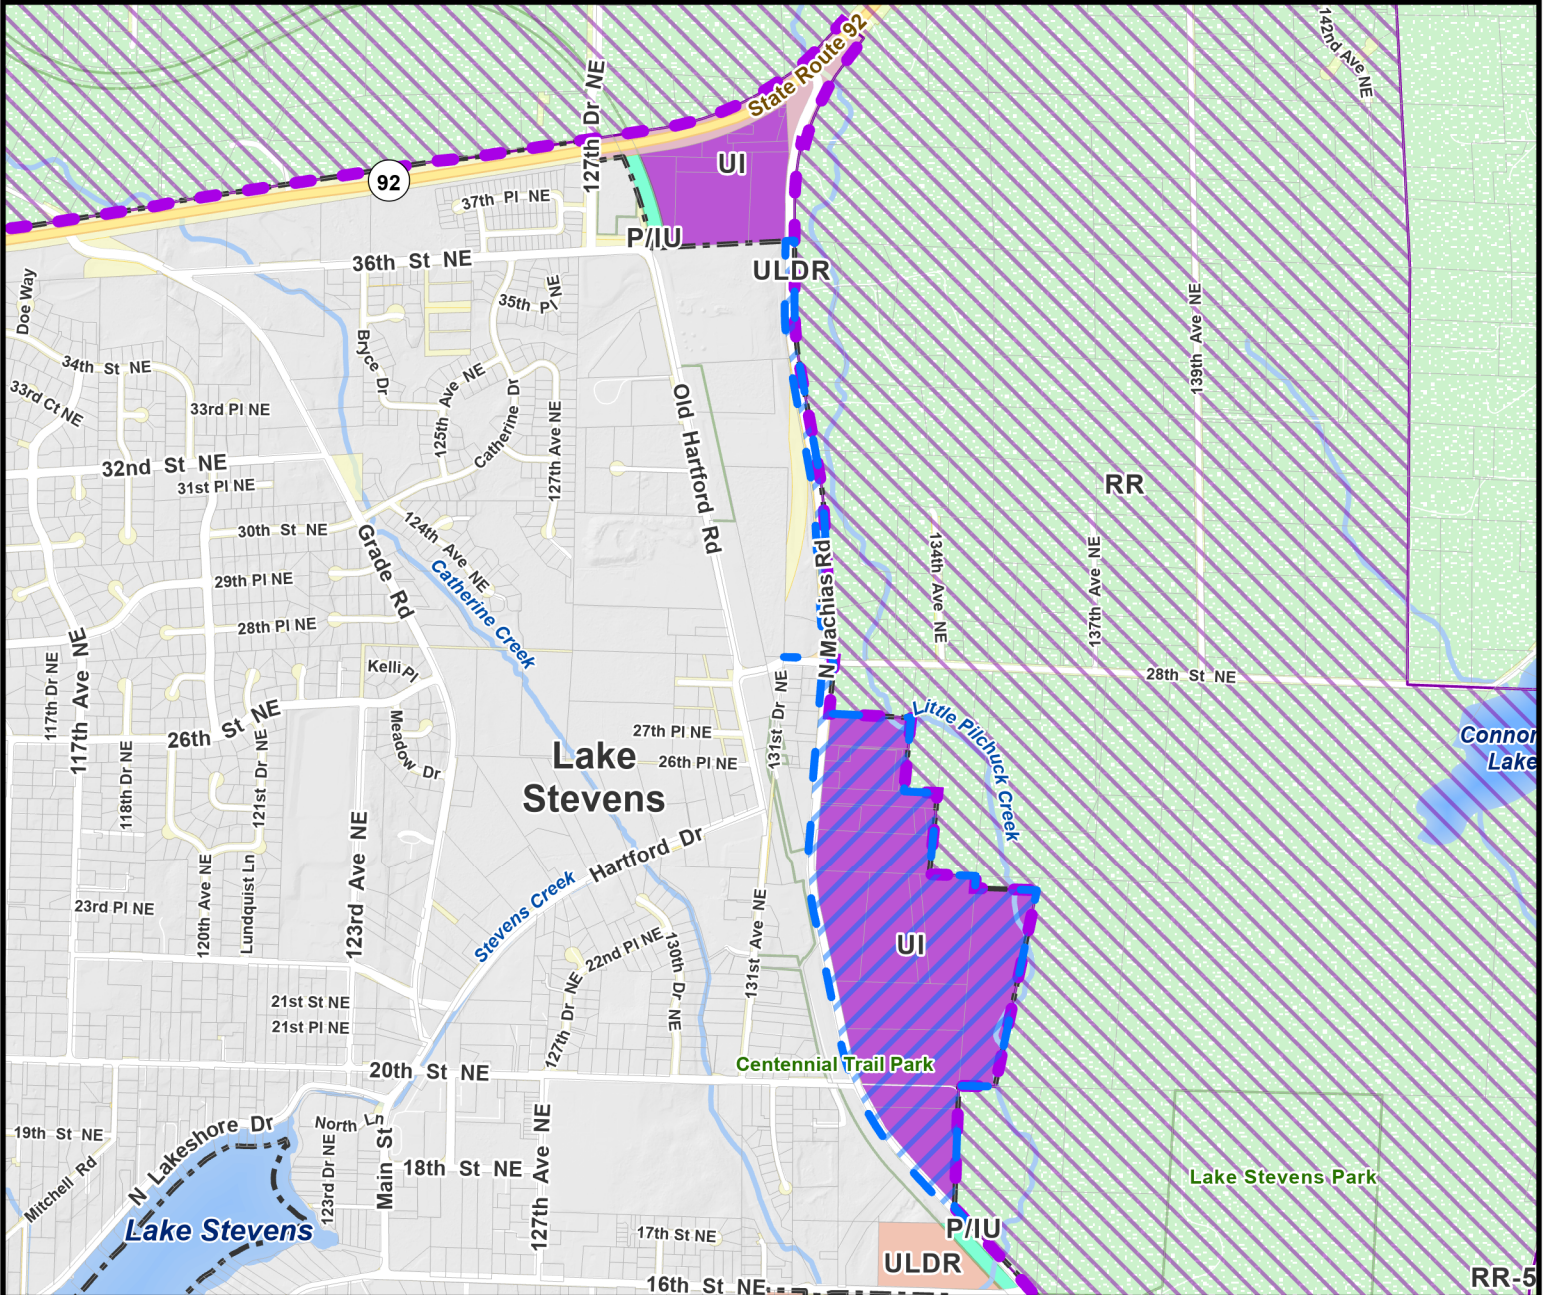 State Route 92
142nd Ave NE
127th Dr NE
UI
92
37th Pl NE
P/IU
36th St NE
ULDR
Doe Way
35th Pl NE
139th Ave NE
34th St NE
Bryce Dr
33rd Ct NE
33rd Pl NE
125th Ave NE
Catherine Dr
127th Ave NE
Old Hartford Rd
32nd St NE
31st Pl NE
RR
30th St NE
124th Ave NE
Grade Rd
Catherine Creek
N Machias Rd
134th Ave NE
137th Ave NE
29th Pl NE
28th Pl NE
117th Dr NE
117th Ave NE
Kelli Pl
28th St NE
131st Dr NE
26th St NE
Meadow Dr
27th Pl NE
26th Pl NE
Little Pilchuck Creek
Connor
Lake
118th Dr NE
121st Dr NE
Lake
Stevens
123rd Ave NE
Hartford Dr
120th Ave NE
Lundquist Ln
23rd Pl NE
Stevens Creek
22nd Pl NE
130th Dr NE
131st Ave NE
UI
21st St NE
21st Pl NE
127th Dr NE
20th St NE
Centennial Trail Park
North Ln
19th St NE
N Lakeshore Dr
Mitchell Rd
123rd Dr NE
Main St
18th St NE
127th Ave NE
Lake Stevens Park
Lake Stevens
17th St NE
P/IU
ULDR
16th St NE
RR-5